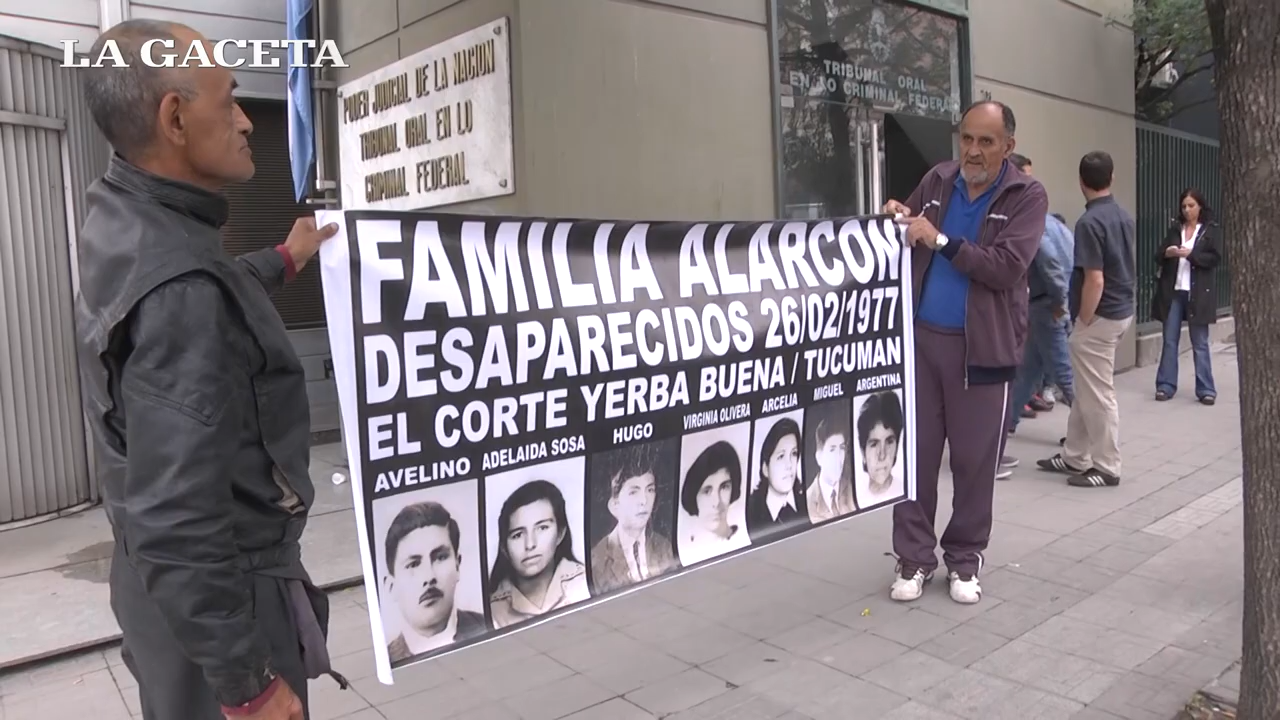 LA GACETA
PODER JUDICIAL DE LA NACION
TRIBUNAL ORAL EN LO
CRIMINAL FEDERAL
TRIBUNAL ORAL
EN LO CRIMINAL FEDERAL
FAMILIA ALARCON
DESAPARECIDOS 26/02/1977
EL CORTE YERBA BUENA / TUCUMAN
AVELINO ADELAIDA SOSA HUGO VIRGINIA OLIVERA ARCELIA MIGUEL ARGENTINA